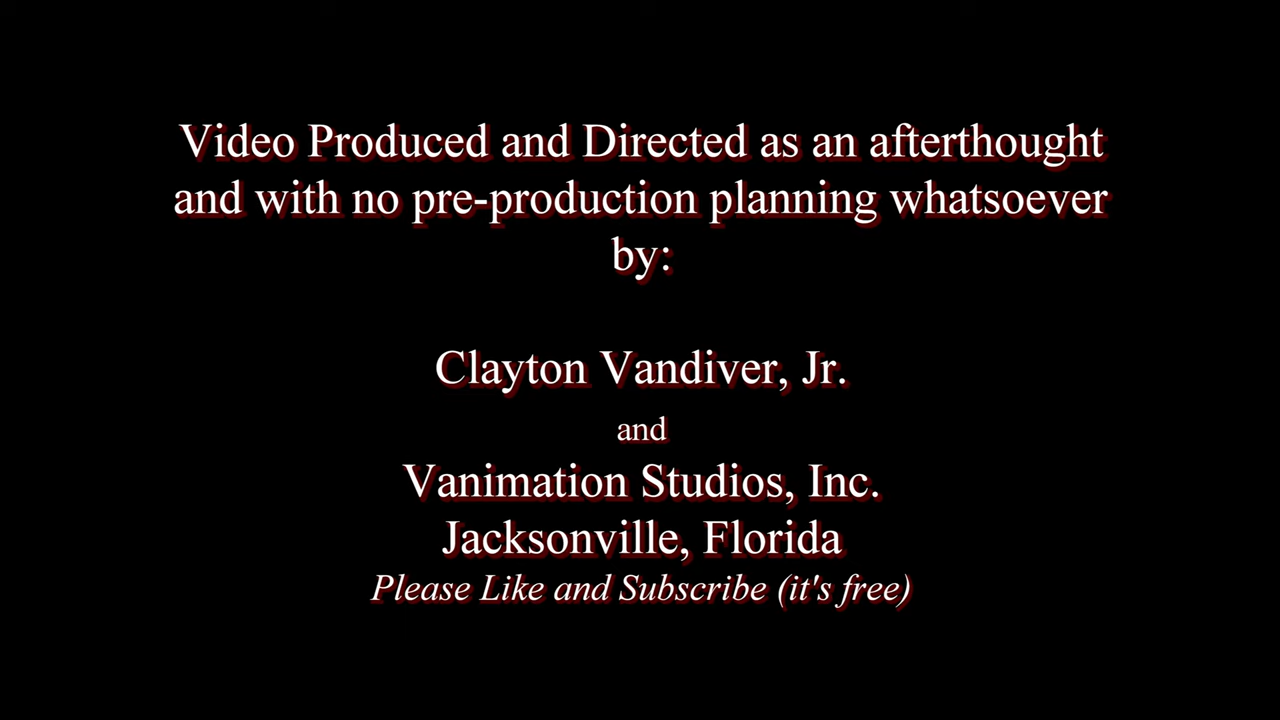 Video Produced and Directed as an afterthought
and with no pre-production planning whatsoever
by:
Clayton Vandiver, Jr.
and
Vanimation Studios, Inc.
Jacksonville, Florida
Please Like and Subscribe (it's free)